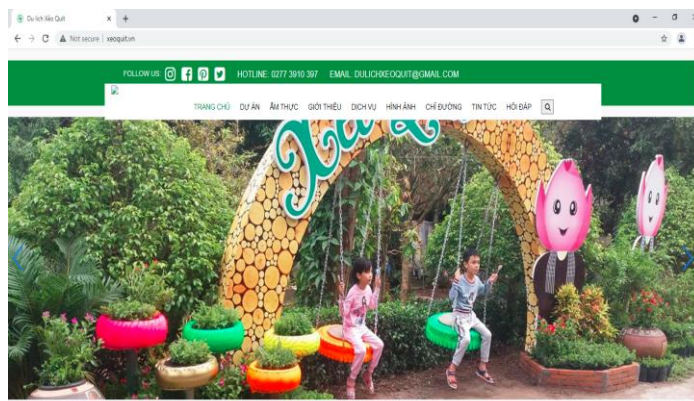 Du lịch Xẻo Quít
Not secure | xeoquit.vn
FOLLOW US: HOTLINE: 0277 3910 397 EMAIL: DULICHXEOQUIT@GMAIL.COM
TRANG CHỦ DỰ ÁN ẨM THỰC GIỚI THIỆU DỊCH VỤ HÌNH ẢNH CHỈ ĐƯỜNG TIN TỨC HỎI ĐÁP